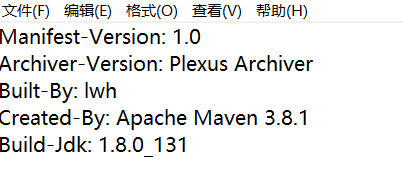 文件(F) 编辑(E) 格式(O) 查看(V) 帮助(H)
Manifest-Version: 1.0
Archiver-Version: Plexus Archiver
Built-By: lwh
Created-By: Apache Maven 3.8.1
Build-Jdk: 1.8.0_131